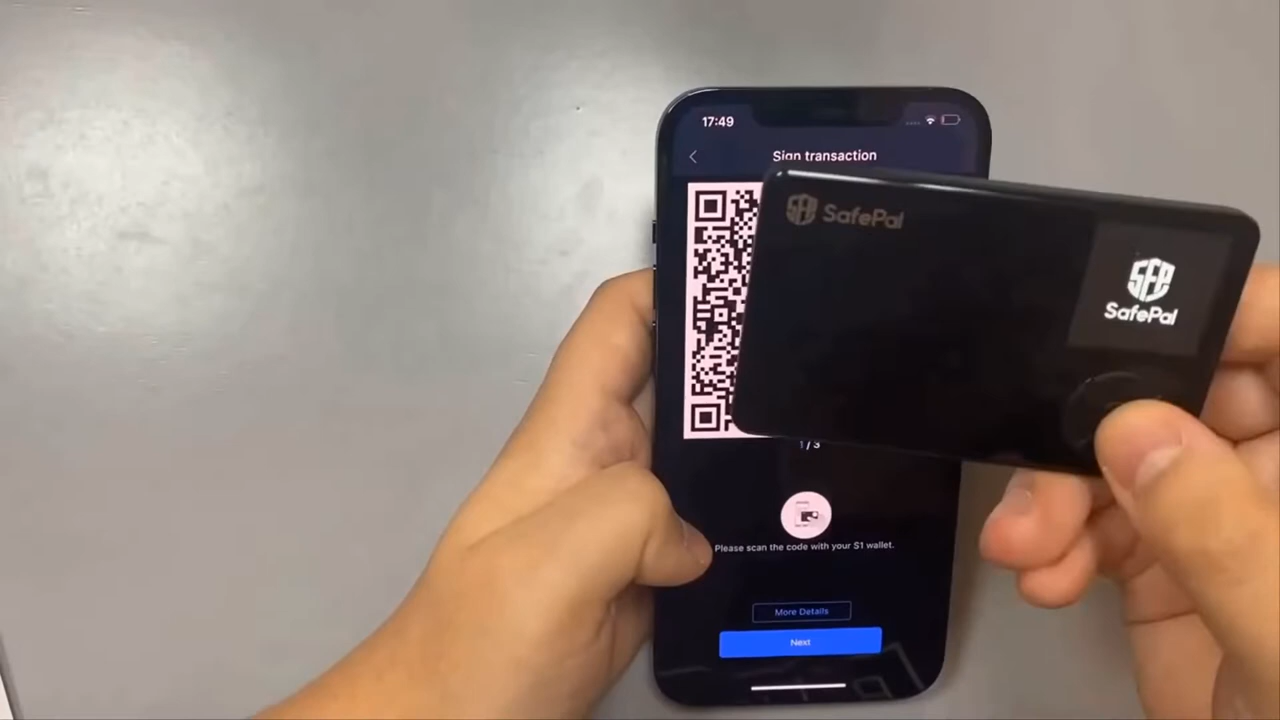 17:49
Sign transaction
SafePal
SFP
SafePal
1/3
Please scan the code with your S1 wallet.
More Details
Next